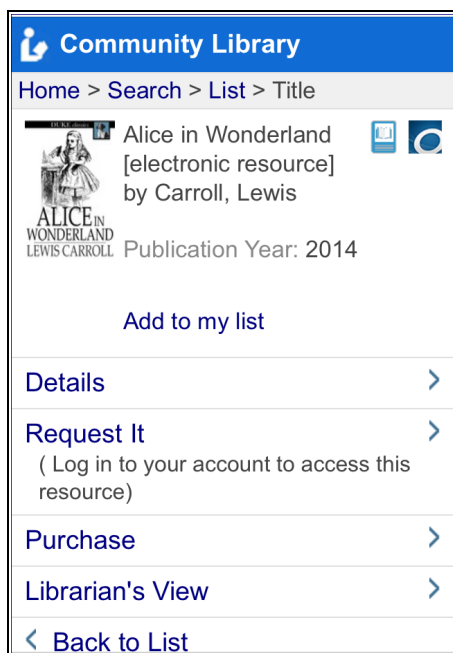 Community Library
Home > Search > List > Title
ALICE IN
WONDERLAND
LEWIS CARROLL
Alice in Wonderland
[electronic resource]
by Carroll, Lewis
Publication Year: 2014
Add to my list
Details
Request It
( Log in to your account to access this
resource)
Purchase
Librarian's View
Back to List